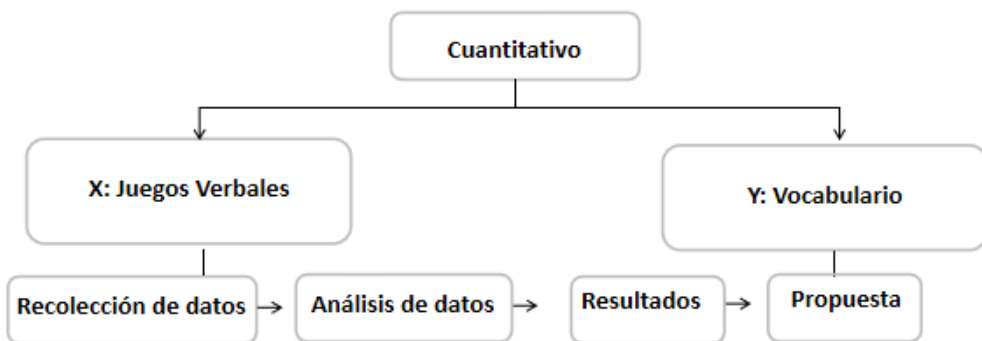 Cuantitativo
X: Juegos Verbales
Y: Vocabulario
Recolección de datos
Análisis de datos
Resultados
Propuesta